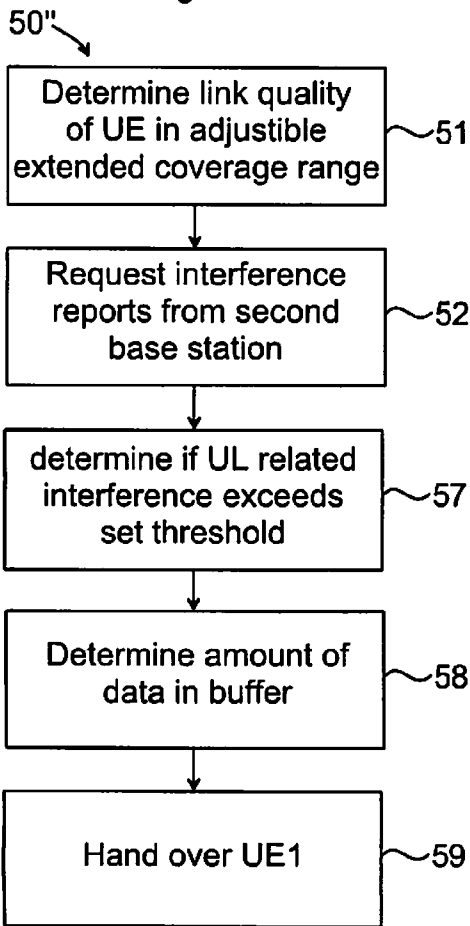 50"
Determine link quality
of UE in adjustible
extended coverage range
51
Request interference
reports from second
base station
52
determine if UL related
interference exceeds
set threshold
57
Determine amount of
data in buffer
58
Hand over UE1
59